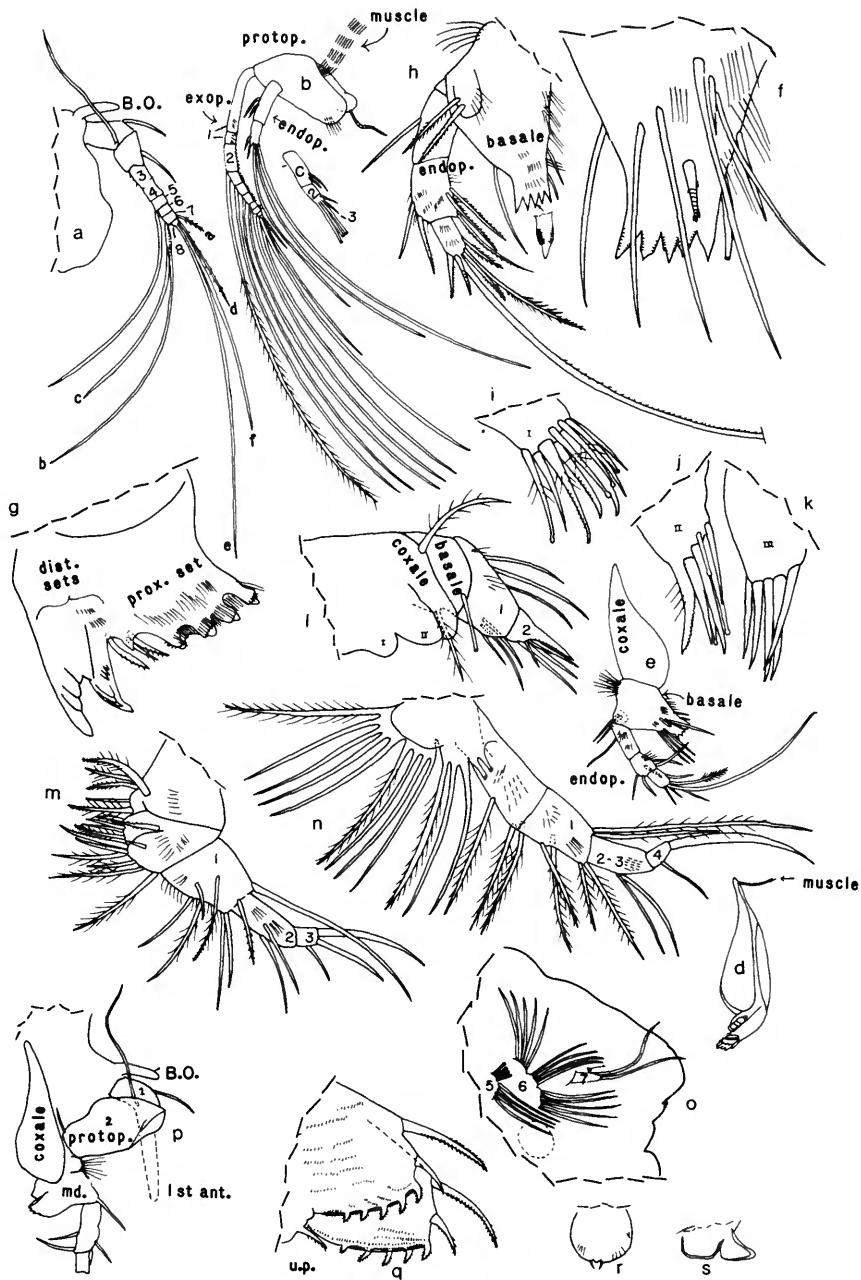 muscle
protop.
h
b
f
B.O.
exop.
1
endop.
basale
2
c
2
3
endop.
a
3
4
5
6
7
8
a
d
c
f
b
i
I
j
II
k
III
g
e
dist.
sets
prox. set
l
coxale
basale
I
II
1
2
coxale
e
basale
endop.
m
1
2
3
n
1
2-3
4
muscle
d
B.O.
1
coxale
2
protop.
p
md.
1st ant.
5
6
o
u.p.
q
r
s